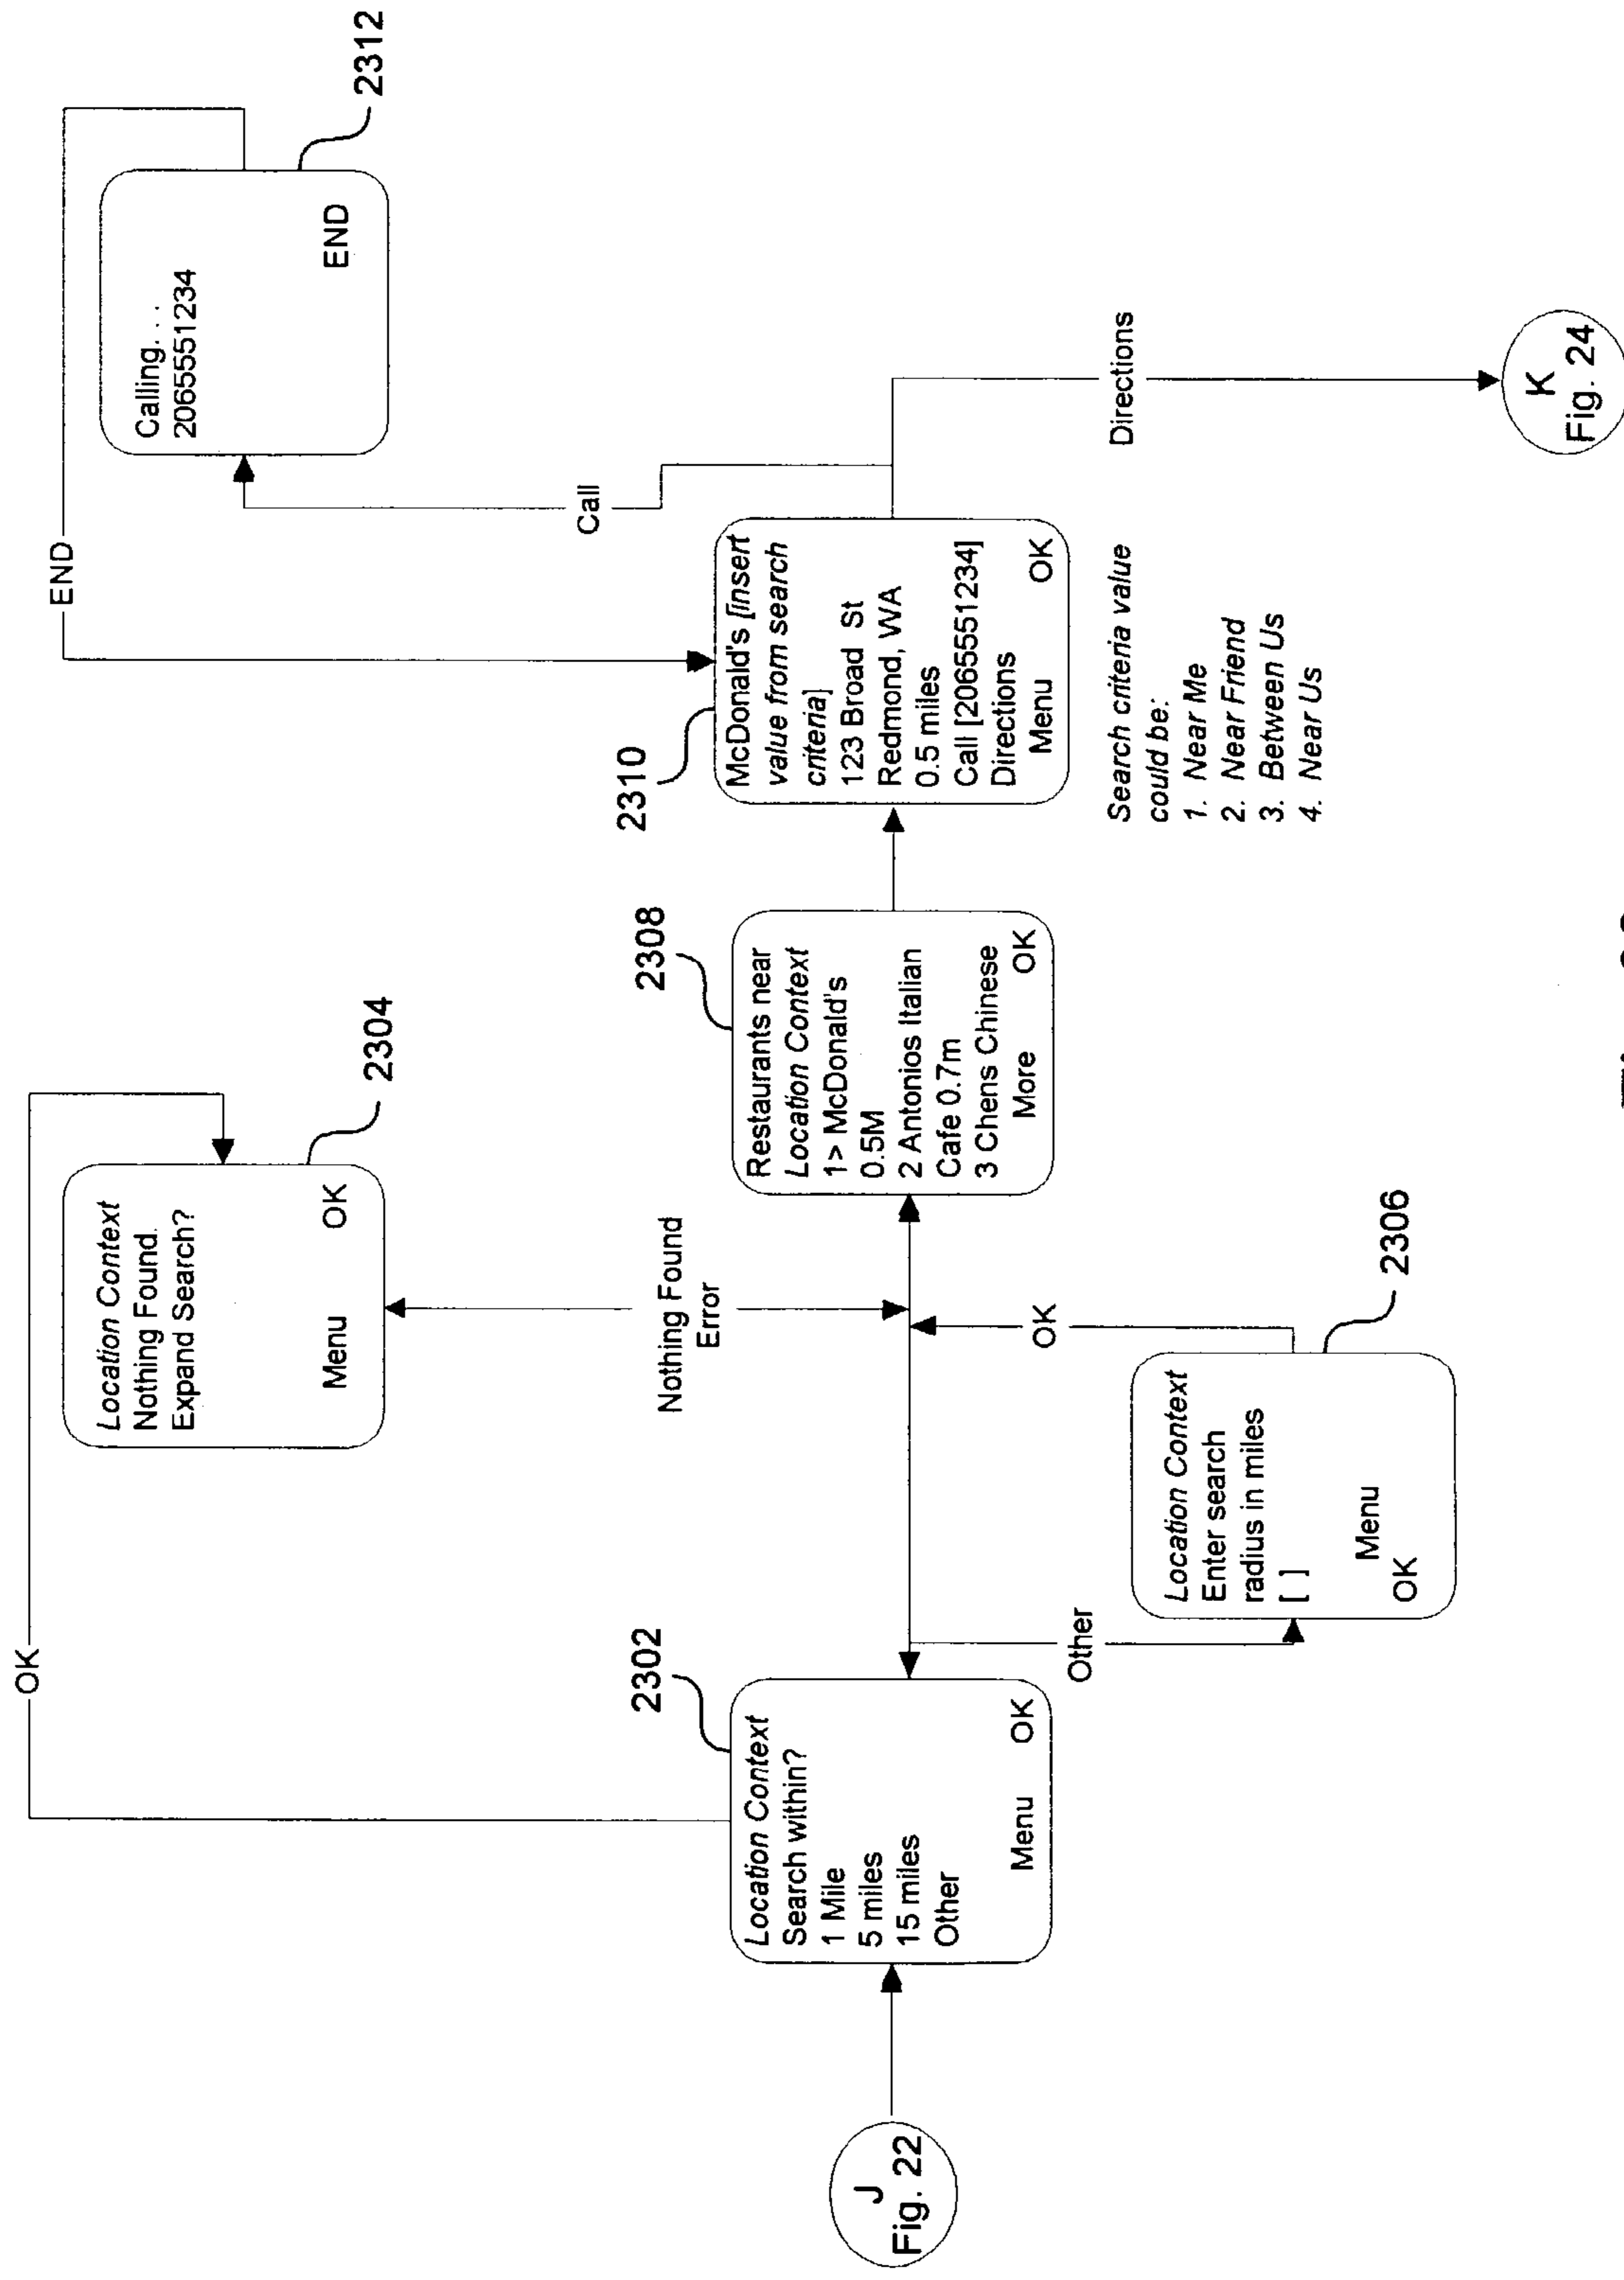 OK
END
Location Context
Nothing Found.
Expand Search?
Menu OK
2304
Calling. . .
2065551234
END
2312
Nothing Found
Error
Call
2302
Location Context
Search within?
1 Mile
5 miles
15 miles
Other
Menu OK
2308
Restaurants near
Location Context
1> McDonald's
0.5M
2 Antonios Italian
Cafe 0.7m
3 Chens Chinese
More OK
2310
McDonald's [insert
value from search
criteria]
123 Broad St
Redmond, WA
0.5 miles
Call [2065551234]
Directions
Menu OK
J
Fig. 22
Other
OK
Directions
Location Context
Enter search
radius in miles
[ ]
Menu
OK
2306
Search criteria value
could be:
1. Near Me
2. Near Friend
3. Between Us
4. Near Us
K
Fig. 24